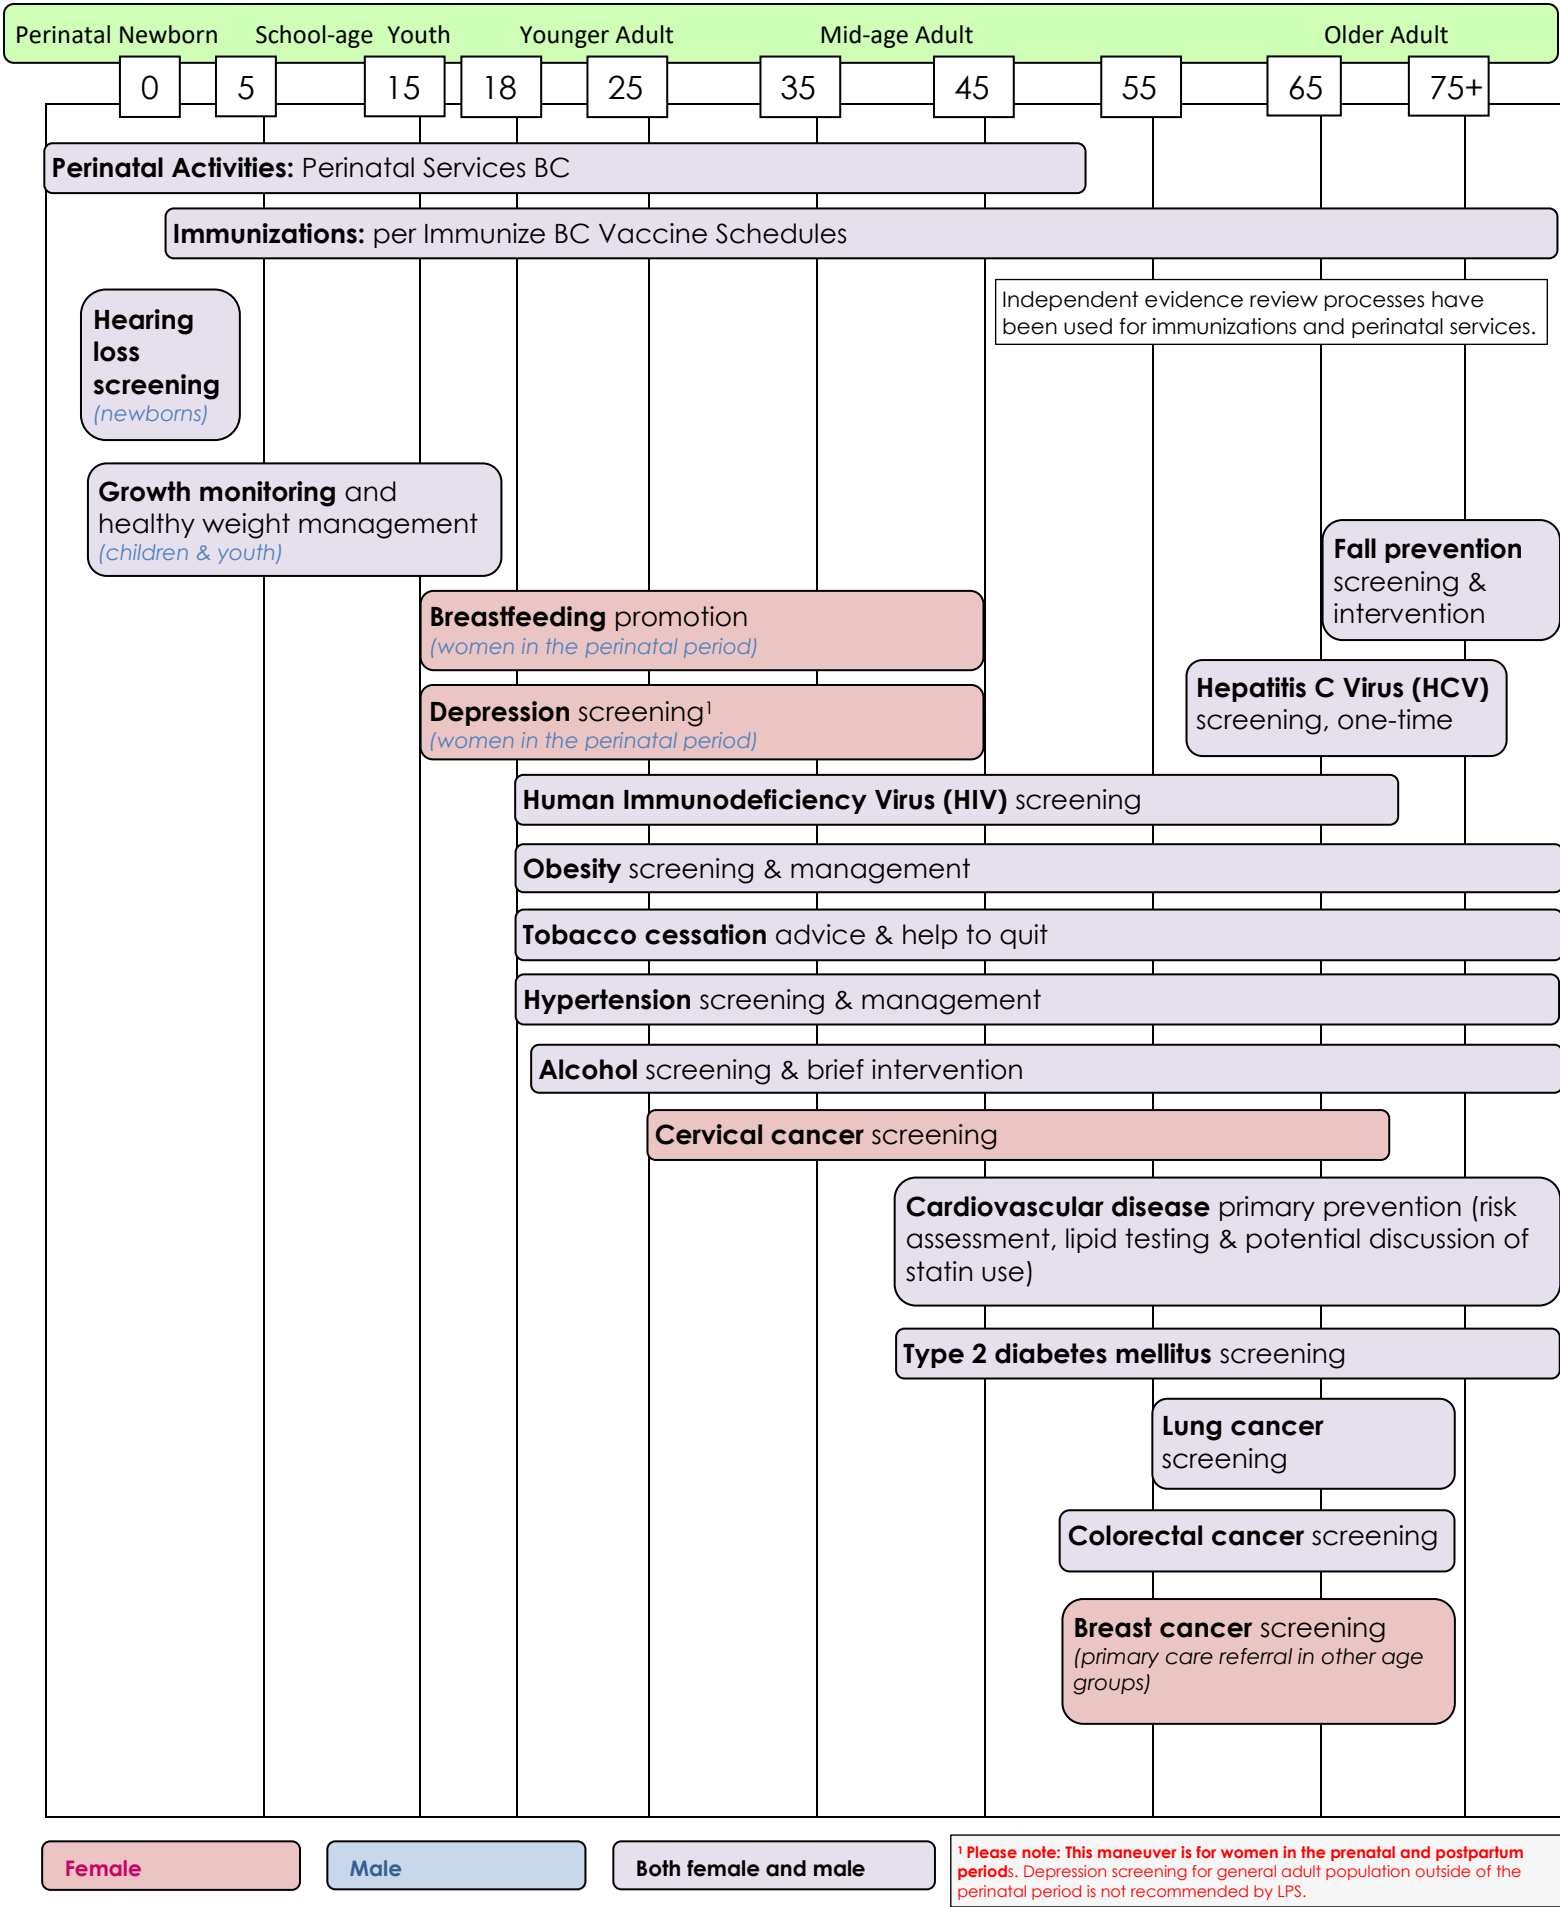 Perinatal Newborn School-age Youth Younger Adult Mid-age Adult Older Adult
0 5 15 18 25 35 45 55 65 75+
Perinatal Activities: Perinatal Services BC
Immunizations: per Immunize BC Vaccine Schedules
Independent evidence review processes have
been used for immunizations and perinatal services.
Hearing
loss
screening
(newborns)
Growth monitoring and
healthy weight management
(children & youth)
Fall prevention
screening &
intervention
Breastfeeding promotion
(women in the perinatal period)
Hepatitis C Virus (HCV)
screening, one-time
Depression screening¹
(women in the perinatal period)
Human Immunodeficiency Virus (HIV) screening
Obesity screening & management
Tobacco cessation advice & help to quit
Hypertension screening & management
Alcohol screening & brief intervention
Cervical cancer screening
Cardiovascular disease primary prevention (risk
assessment, lipid testing & potential discussion of
statin use)
Type 2 diabetes mellitus screening
Lung cancer
screening
Colorectal cancer screening
Breast cancer screening
(primary care referral in other age
groups)
Female
Male
Both female and male
¹ Please note: This maneuver is for women in the prenatal and postpartum
periods. Depression screening for general adult population outside of the
perinatal period is not recommended by LPS.